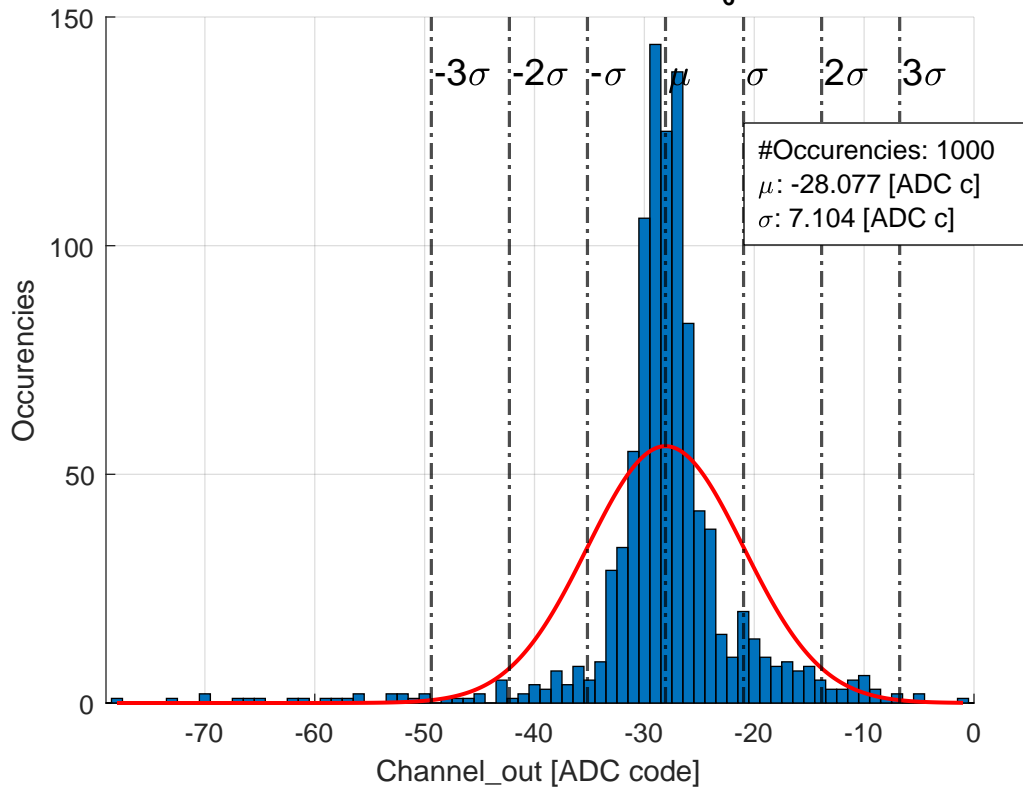 150
-3σ -2σ -σ μ σ 2σ 3σ
#Occurencies: 1000
μ: -28.077 [ADC c]
σ: 7.104 [ADC c]
100
Occurencies
50
0
-70 -60 -50 -40 -30 -20 -10 0
Channel_out [ADC code]